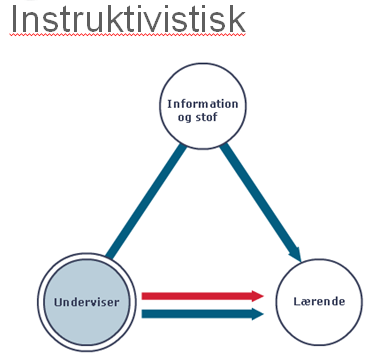 Instruktivistisk
Information
og stof
Underviser
Lærende